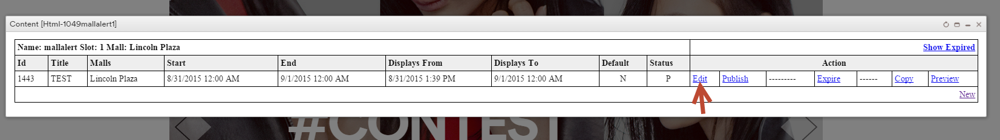 Content [Html-1049mallalert1]
Name: mallalert Slot: 1 Mall: Lincoln Plaza Show Expired
Id Title Malls Start End Displays From Displays To Default Status Action
1443 TEST Lincoln Plaza 8/31/2015 12:00 AM 9/1/2015 12:00 AM 8/31/2015 1:39 PM 9/1/2015 12:00 AM N P Edit Publish --------- Expire ------ Copy Preview
New
#CONTEST